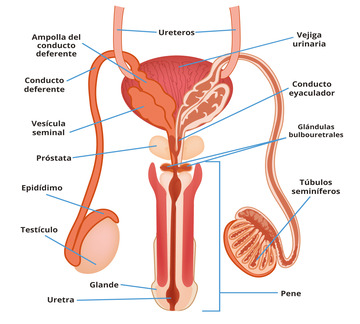 Ureteros
Ampolla del
conducto
deferente
Vejiga
urinaria
Conducto
deferente
Conducto
eyaculador
Vesícula
seminal
Glándulas
bulbouretrales
Próstata
Epidídimo
Túbulos
seminíferos
Testículo
Glande
Uretra
Pene